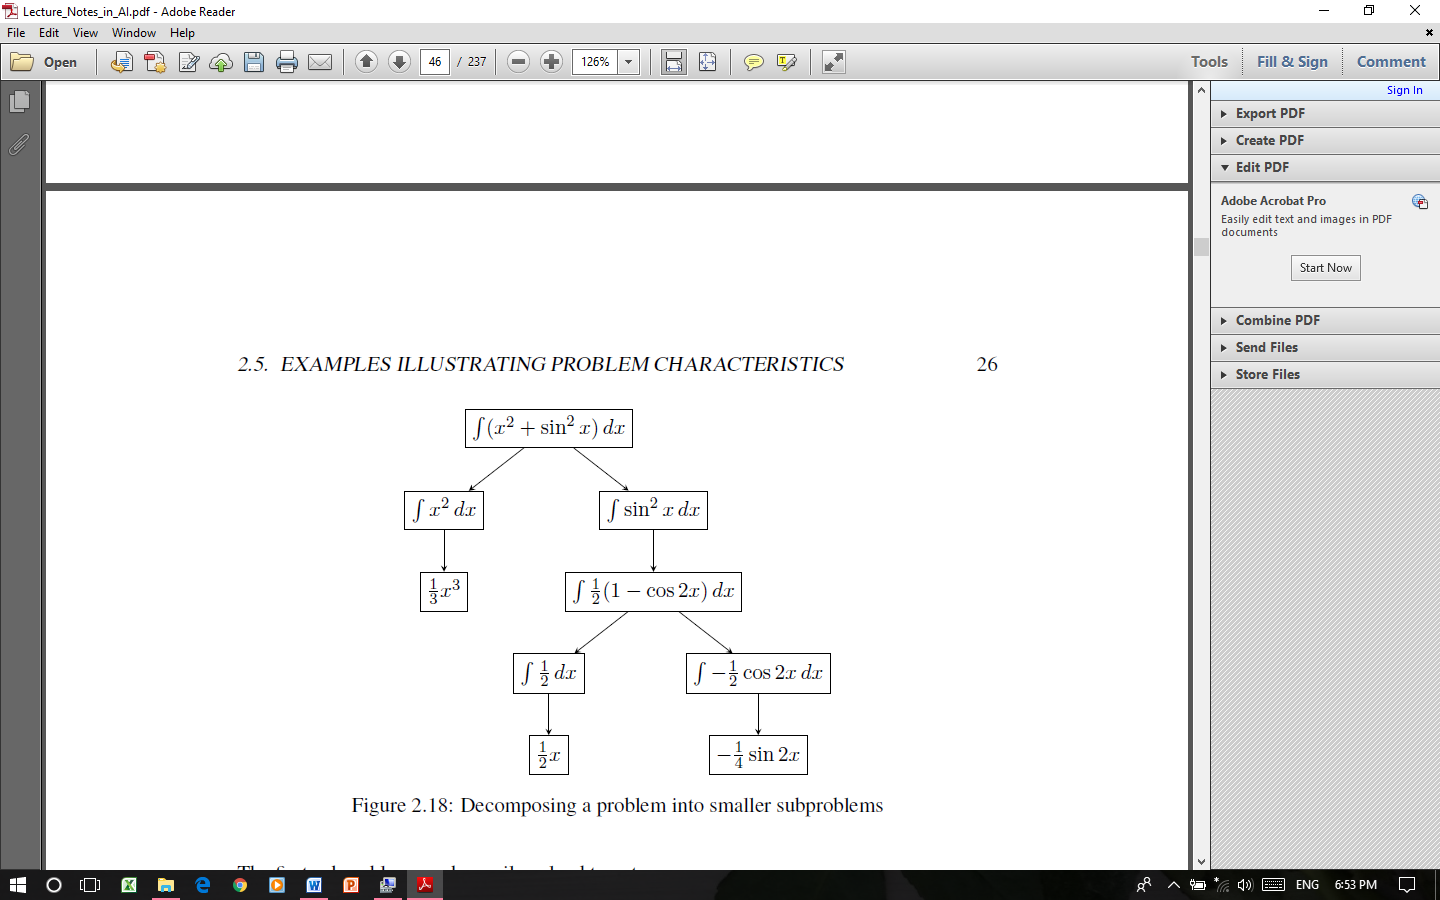 Lecture_Notes_in_AI.pdf - Adobe Reader
File Edit View Window Help
Open 46 / 237 126% Tools Fill & Sign Comment
Sign In
Export PDF
Create PDF
Edit PDF
Adobe Acrobat Pro
Easily edit text and images in PDF
documents
Start Now
Combine PDF
Send Files
Store Files
2.5. EXAMPLES ILLUSTRATING PROBLEM CHARACTERISTICS 26
∫(x² + sin² x) dx
∫ x² dx ∫ sin² x dx
1/3 x³ ∫ 1/2 (1 − cos 2x) dx
∫ 1/2 dx ∫ −1/2 cos 2x dx
1/2 x −1/4 sin 2x
Figure 2.18: Decomposing a problem into smaller subproblems
ENG 6:53 PM